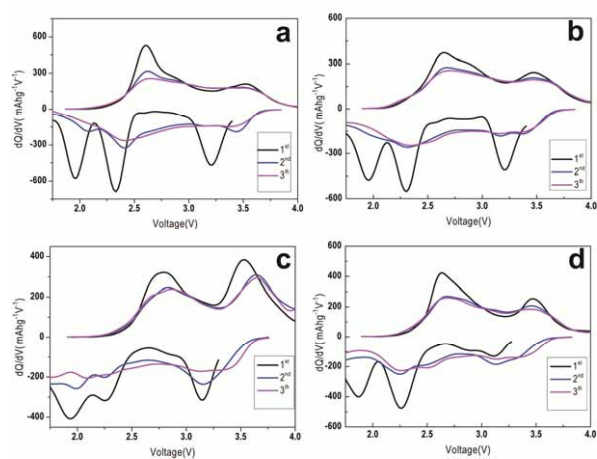 a
dQ/dV( mAhg⁻¹V⁻¹)
600
300
0
-300
-600
2.0 2.5 3.0 3.5 4.0
Voltage(V)
1st
2nd
3th
b
dQ/dV( mAhg⁻¹V⁻¹)
600
300
0
-300
-600
2.0 2.5 3.0 3.5 4.0
Voltage(V)
1st
2nd
3th
c
dQ/dV( mAhg⁻¹V⁻¹)
400
200
0
-200
-400
2.0 2.5 3.0 3.5 4.0
Voltage(V)
1st
2nd
3th
d
dQ/dV( mAhg⁻¹V⁻¹)
600
400
200
0
-200
-400
-600
2.0 2.5 3.0 3.5 4.0
Voltage(V)
1st
2nd
3th